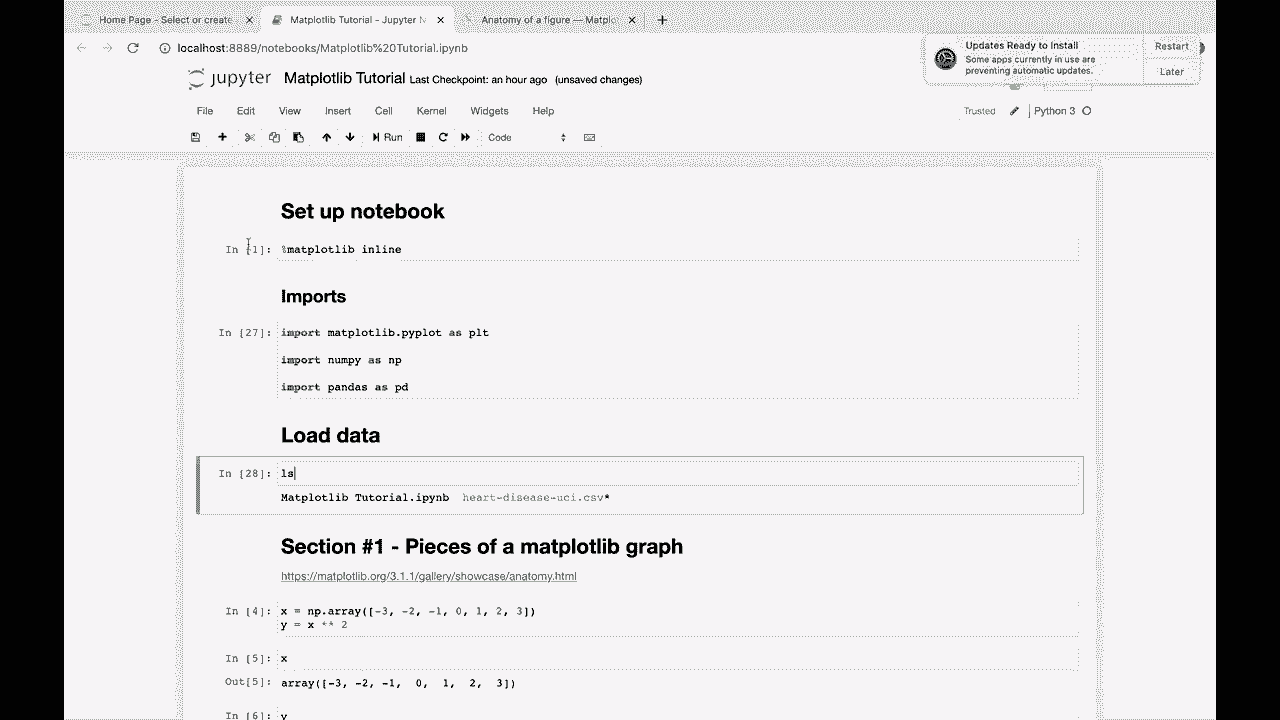 Home Page - Select or create
Matplotlib Tutorial - Jupyter N
Anatomy of a figure — Matplo
localhost:8889/notebooks/Matplotlib%20Tutorial.ipynb
Updates Ready to Install
Some apps currently in use are
preventing automatic updates.
Restart
Later
jupyter Matplotlib Tutorial Last Checkpoint: an hour ago (unsaved changes)
File Edit View Insert Cell Kernel Widgets Help
Trusted Python 3
Run Code
Set up notebook
In [1]: %matplotlib inline
Imports
In [27]: import matplotlib.pyplot as plt
import numpy as np
import pandas as pd
Load data
In [28]: ls
Matplotlib Tutorial.ipynb heart-disease-uci.csv*
Section #1 - Pieces of a matplotlib graph
https://matplotlib.org/3.1.1/gallery/showcase/anatomy.html
In [4]: x = np.array([-3, -2, -1, 0, 1, 2, 3])
y = x ** 2
In [5]: x
Out[5]: array([-3, -2, -1, 0, 1, 2, 3])
In [6]: y